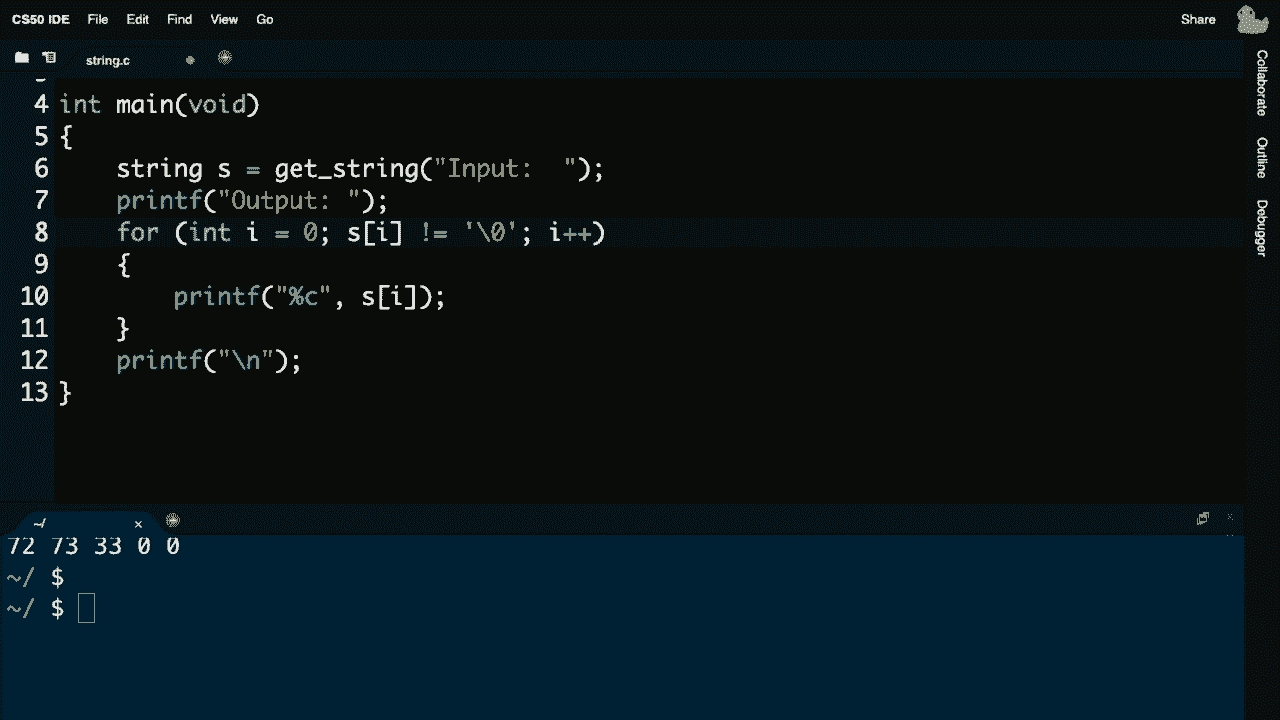 CS50 IDE File Edit Find View Go Share
string.c
4 int main(void)
5 {
6     string s = get_string("Input:  ");
7     printf("Output: ");
8     for (int i = 0; s[i] != '\0'; i++)
9     {
10         printf("%c", s[i]);
11     }
12     printf("\n");
13 }
Collaborate
Outline
Debugger
~/ ×
72 73 33 0 0
~/ $
~/ $